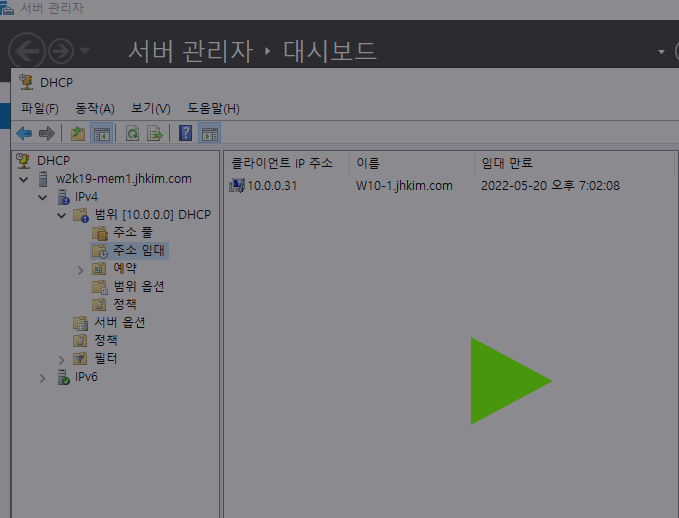 서버 관리자
서버 관리자 ‣ 대시보드
DHCP
파일(F) 동작(A) 보기(V) 도움말(H)
DHCP
w2k19-mem1.jhkim.com
IPv4
범위 [10.0.0.0] DHCP
주소 풀
주소 임대
예약
범위 옵션
정책
서버 옵션
정책
필터
IPv6
클라이언트 IP 주소 이름 임대 만료
10.0.0.31 W10-1.jhkim.com 2022-05-20 오후 7:02:08